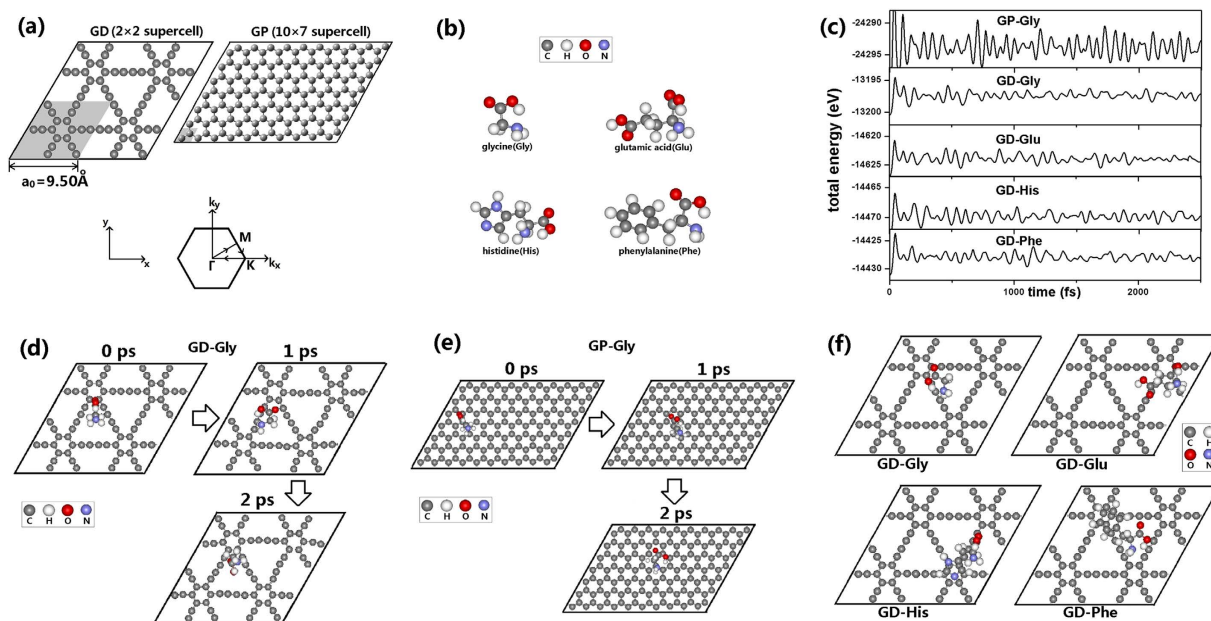 (a)
GD (2×2 supercell)
GP (10×7 supercell)
a₀=9.50Å
y
x
ky
M
Γ
K
kx
(b)
C H O N
glycine(Gly)
glutamic acid(Glu)
histidine(His)
phenylalanine(Phe)
(c)
total energy (eV)
-24290
-24295
GP-Gly
-13195
-13200
GD-Gly
-14620
-14625
GD-Glu
-14465
-14470
GD-His
-14425
-14430
GD-Phe
0 1000 2000
time (fs)
(d)
GD-Gly
0 ps
1 ps
2 ps
C H O N
(e)
GP-Gly
0 ps
1 ps
2 ps
C H O N
(f)
GD-Gly
GD-Glu
C H
O N
GD-His
GD-Phe